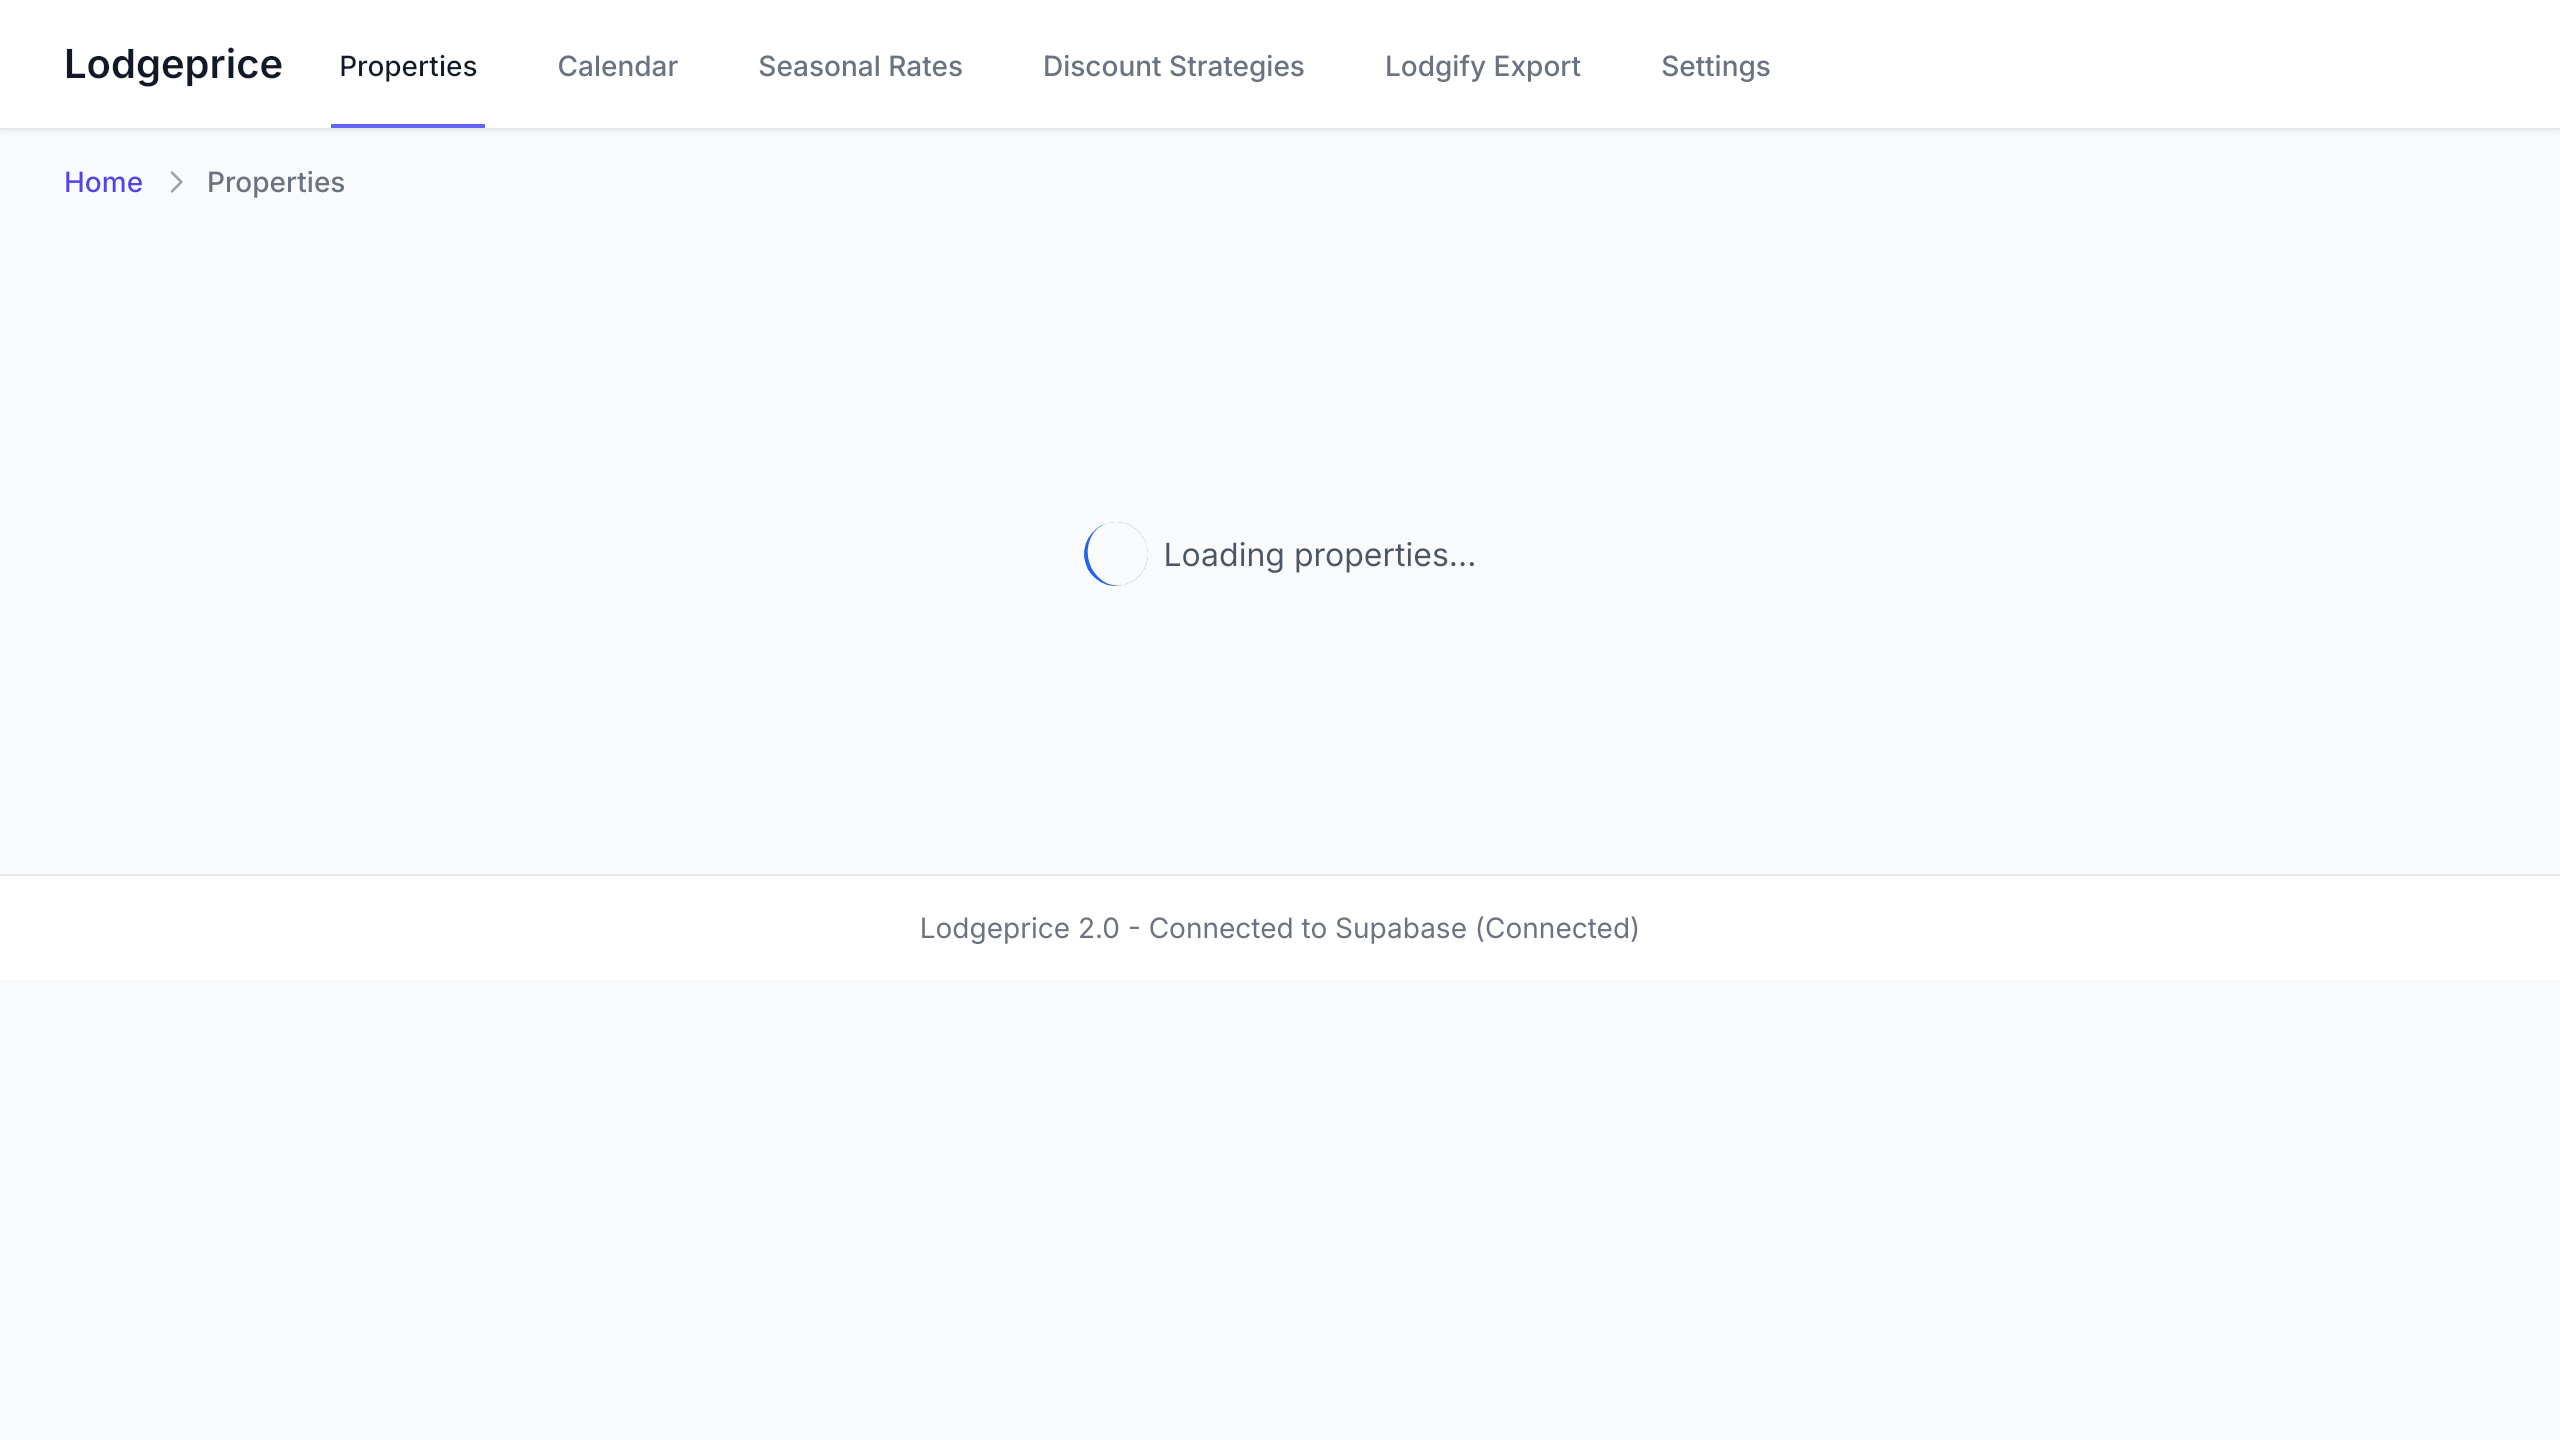 Lodgeprice Properties Calendar Seasonal Rates Discount Strategies Lodgify Export Settings
Home Properties
Loading properties...
Lodgeprice 2.0 - Connected to Supabase (Connected)